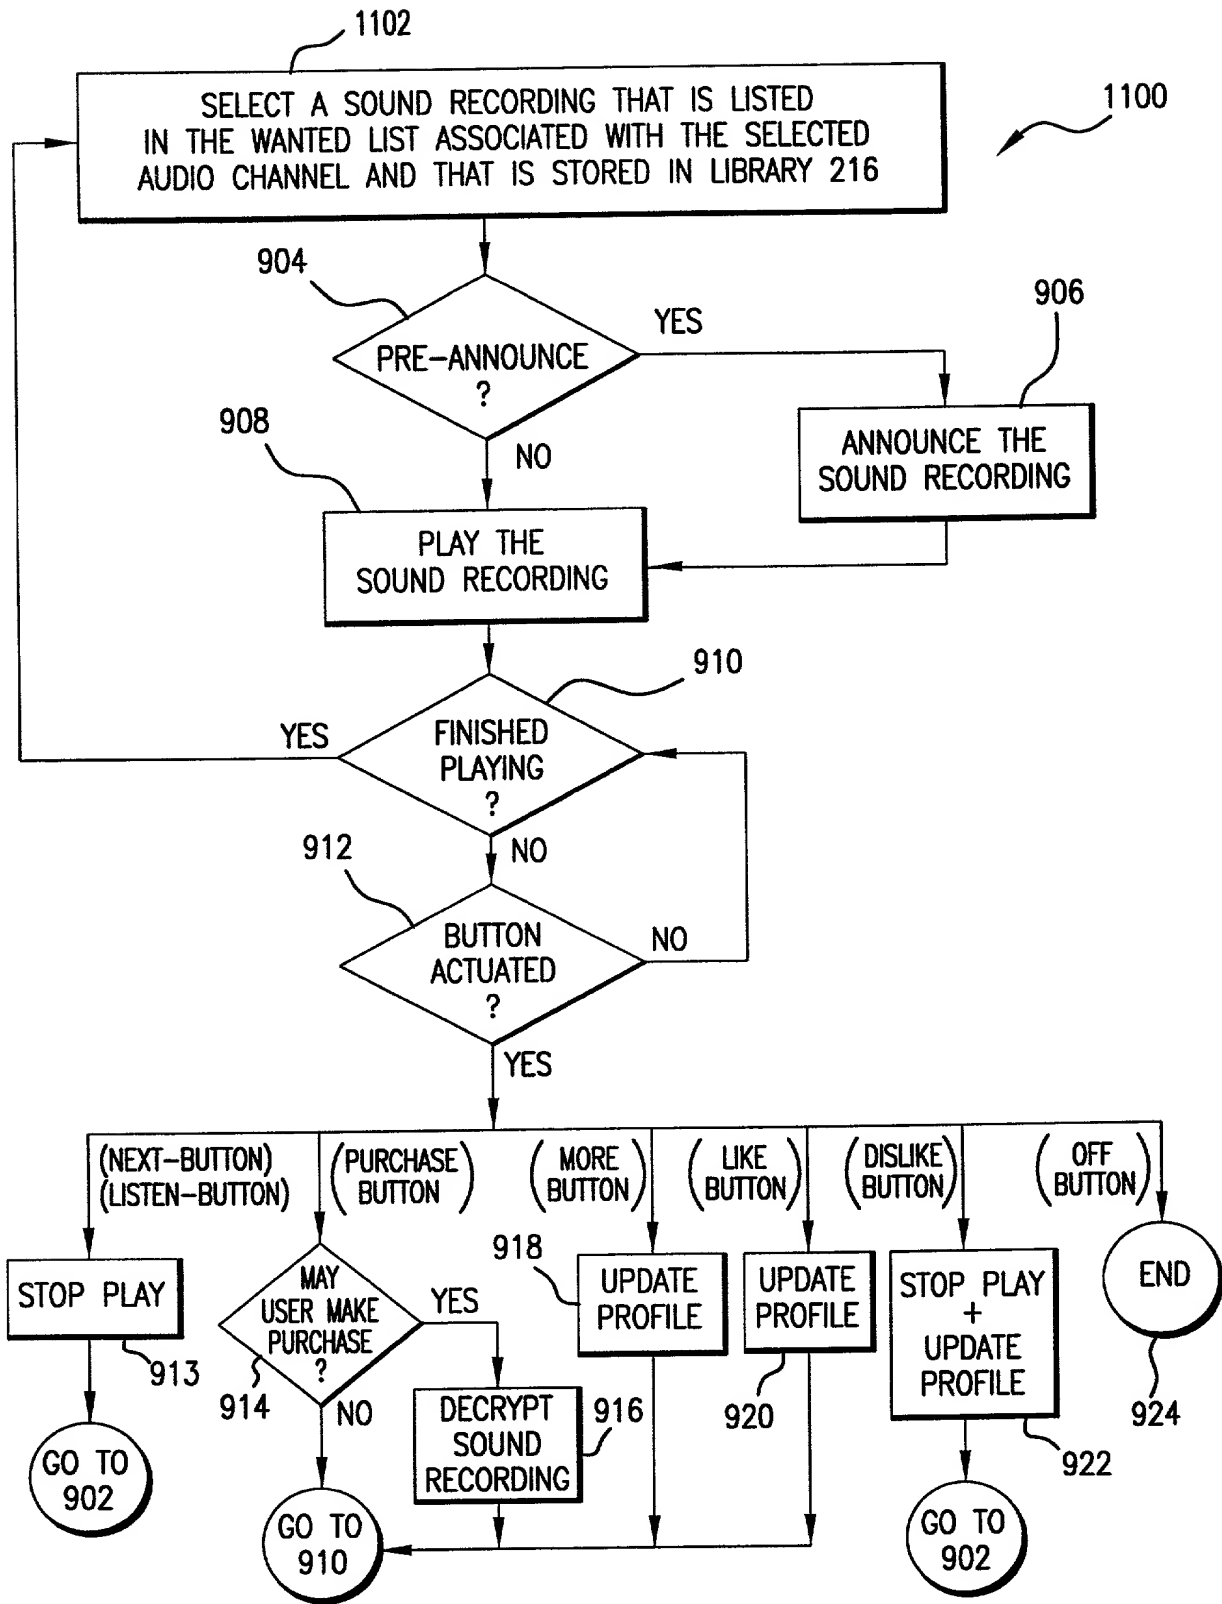 1102
1100
SELECT A SOUND RECORDING THAT IS LISTED
IN THE WANTED LIST ASSOCIATED WITH THE SELECTED
AUDIO CHANNEL AND THAT IS STORED IN LIBRARY 216
904
PRE-ANNOUNCE
?
YES
906
ANNOUNCE THE
SOUND RECORDING
NO
908
PLAY THE
SOUND RECORDING
910
YES
FINISHED
PLAYING
?
NO
912
BUTTON
ACTUATED
?
NO
YES
(NEXT-BUTTON)
(LISTEN-BUTTON)
(PURCHASE
BUTTON)
(MORE
BUTTON)
(LIKE
BUTTON)
(DISLIKE
BUTTON)
(OFF
BUTTON)
STOP PLAY
913
GO TO
902
MAY
USER MAKE
PURCHASE
?
914
YES
NO
DECRYPT
SOUND
RECORDING
916
GO TO
910
918
UPDATE
PROFILE
UPDATE
PROFILE
920
STOP PLAY
+
UPDATE
PROFILE
922
GO TO
902
END
924